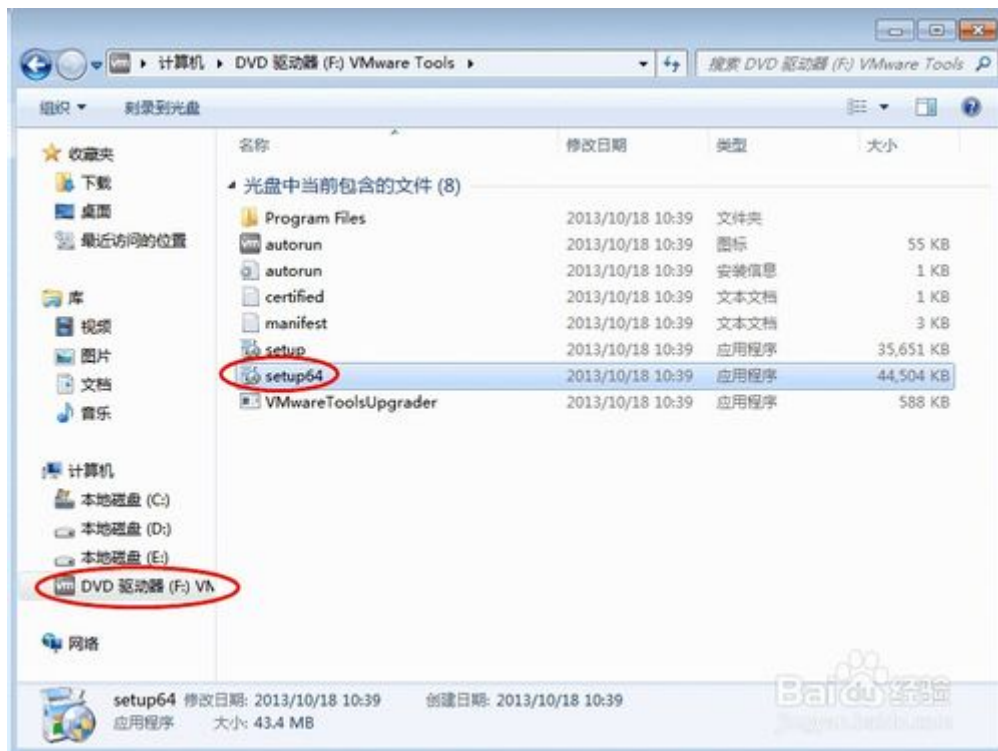 计算机 ▸ DVD 驱动器 (F:) VMware Tools ▸ 搜索 DVD 驱动器 (F:) VMware Tools
组织 刻录到光盘
名称 修改日期 类型 大小
收藏夹
下载
桌面
最近访问的位置
库
视频
图片
文档
音乐
计算机
本地磁盘 (C:)
本地磁盘 (D:)
本地磁盘 (E:)
DVD 驱动器 (F:) VM
网络
光盘中当前包含的文件 (8)
Program Files 2013/10/18 10:39 文件夹
autorun 2013/10/18 10:39 图标 55 KB
autorun 2013/10/18 10:39 安装信息 1 KB
certified 2013/10/18 10:39 文本文档 1 KB
manifest 2013/10/18 10:39 文本文档 3 KB
setup 2013/10/18 10:39 应用程序 35,651 KB
setup64 2013/10/18 10:39 应用程序 44,504 KB
VMwareToolsUpgrader 2013/10/18 10:39 应用程序 588 KB
setup64 修改日期: 2013/10/18 10:39 创建日期: 2013/10/18 10:39
应用程序 大小: 43.4 MB
Baidu 经验
jingyan.baidu.com